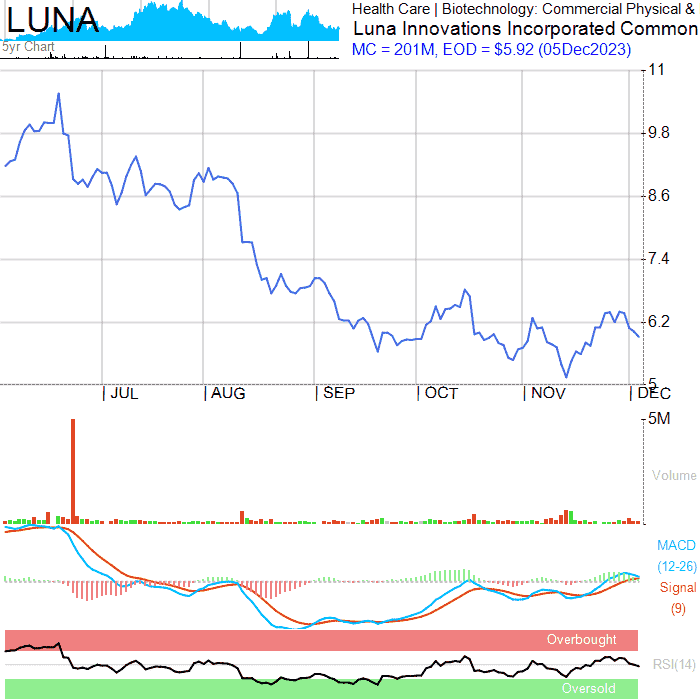 LUNA
5yr Chart
Health Care | Biotechnology: Commercial Physical &
Luna Innovations Incorporated Common
MC = 201M, EOD = $5.92 (05Dec2023)
11
9.8
8.6
7.4
6.2
5
| JUL | AUG | SEP | OCT | NOV | DEC
5M
Volume
MACD
(12-26)
Signal
(9)
Overbought
RSI(14)
Oversold